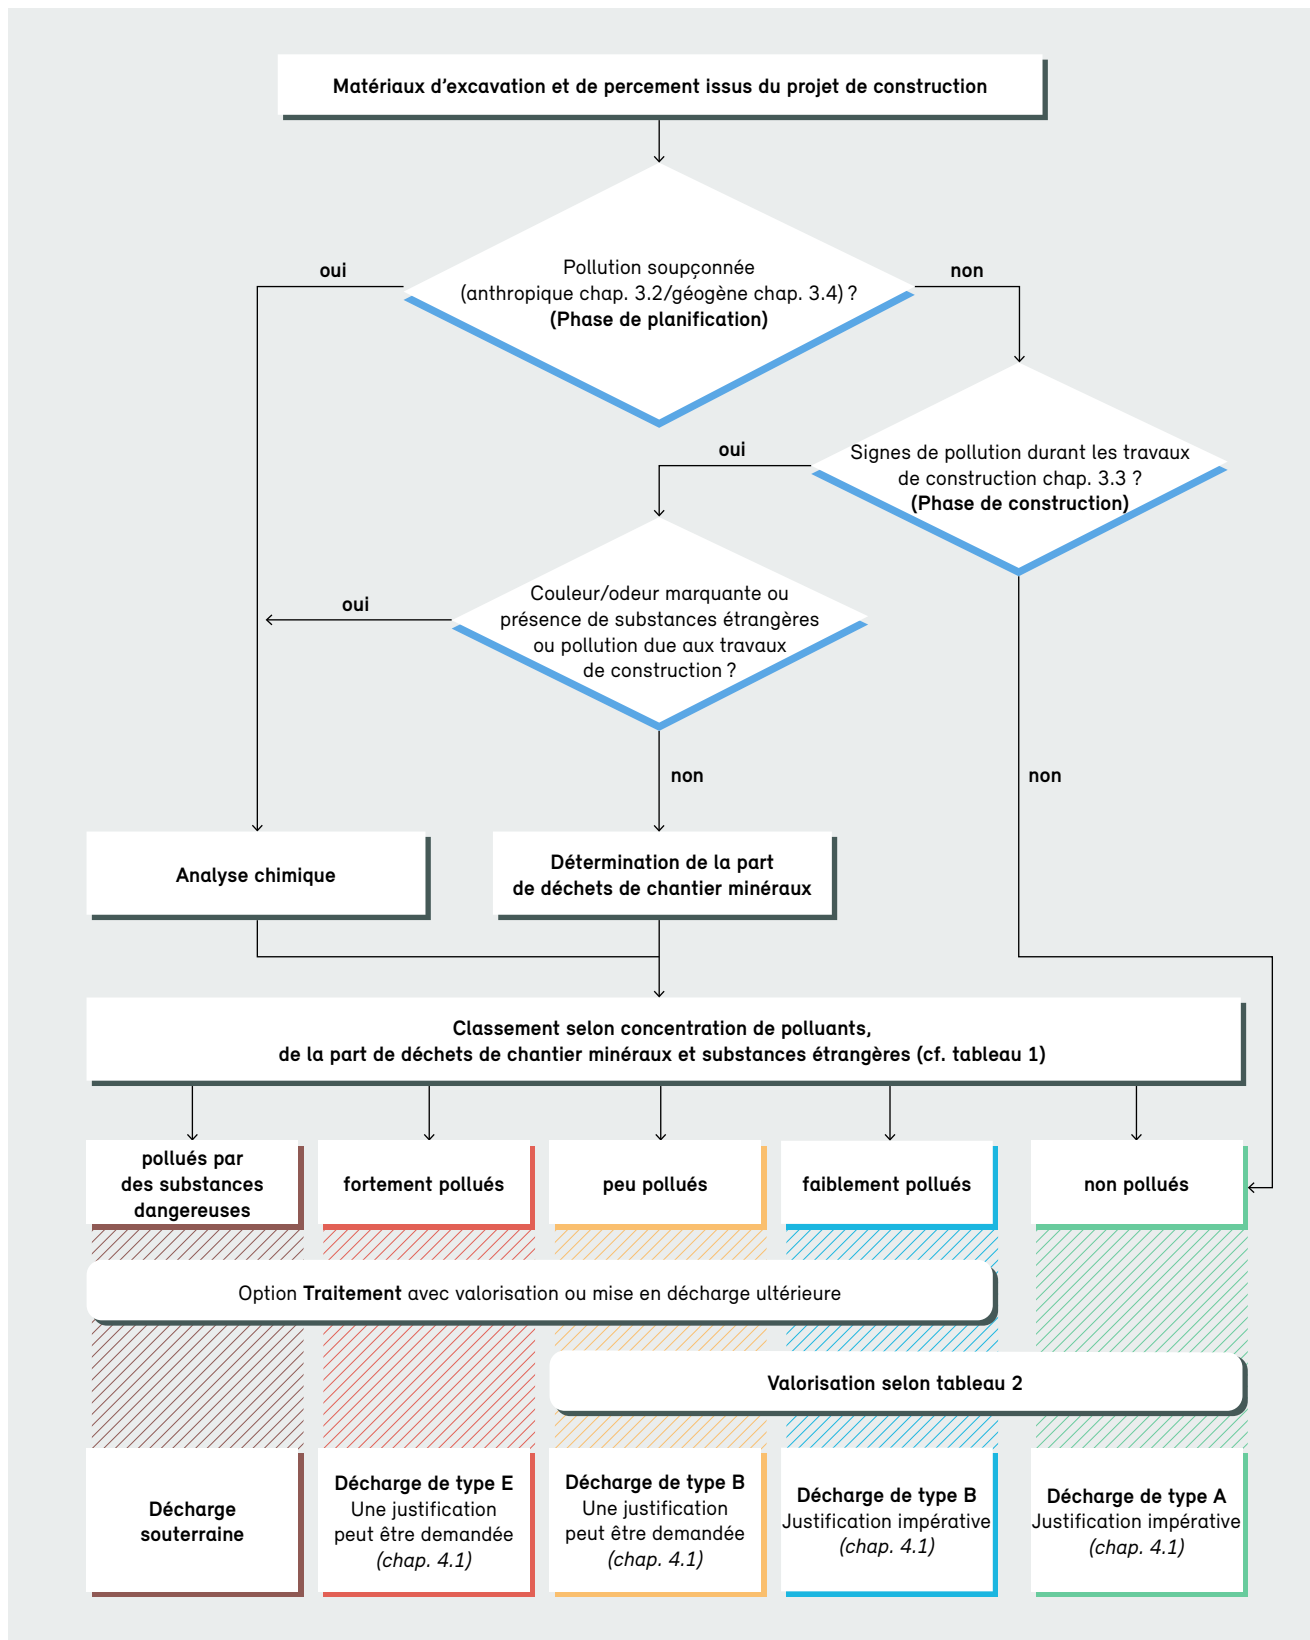 Matériaux d'excavation et de percement issus du projet de construction
oui
Pollution soupçonnée
(anthropique chap. 3.2/géogène chap. 3.4) ?
(Phase de planification)
non
oui
Signes de pollution durant les travaux
de construction chap. 3.3 ?
(Phase de construction)
oui
Couleur/odeur marquante ou
présence de substances étrangères
ou pollution due aux travaux
de construction ?
non
non
Analyse chimique
Détermination de la part
de déchets de chantier minéraux
Classement selon concentration de polluants,
de la part de déchets de chantier minéraux et substances étrangères (cf. tableau 1)
pollués par
des substances
dangereuses
fortement pollués
peu pollués
faiblement pollués
non pollués
Option Traitement avec valorisation ou mise en décharge ultérieure
Valorisation selon tableau 2
Décharge
souterraine
Décharge de type E
Une justification
peut être demandée
(chap. 4.1)
Décharge de type B
Une justification
peut être demandée
(chap. 4.1)
Décharge de type B
Justification impérative
(chap. 4.1)
Décharge de type A
Justification impérative
(chap. 4.1)